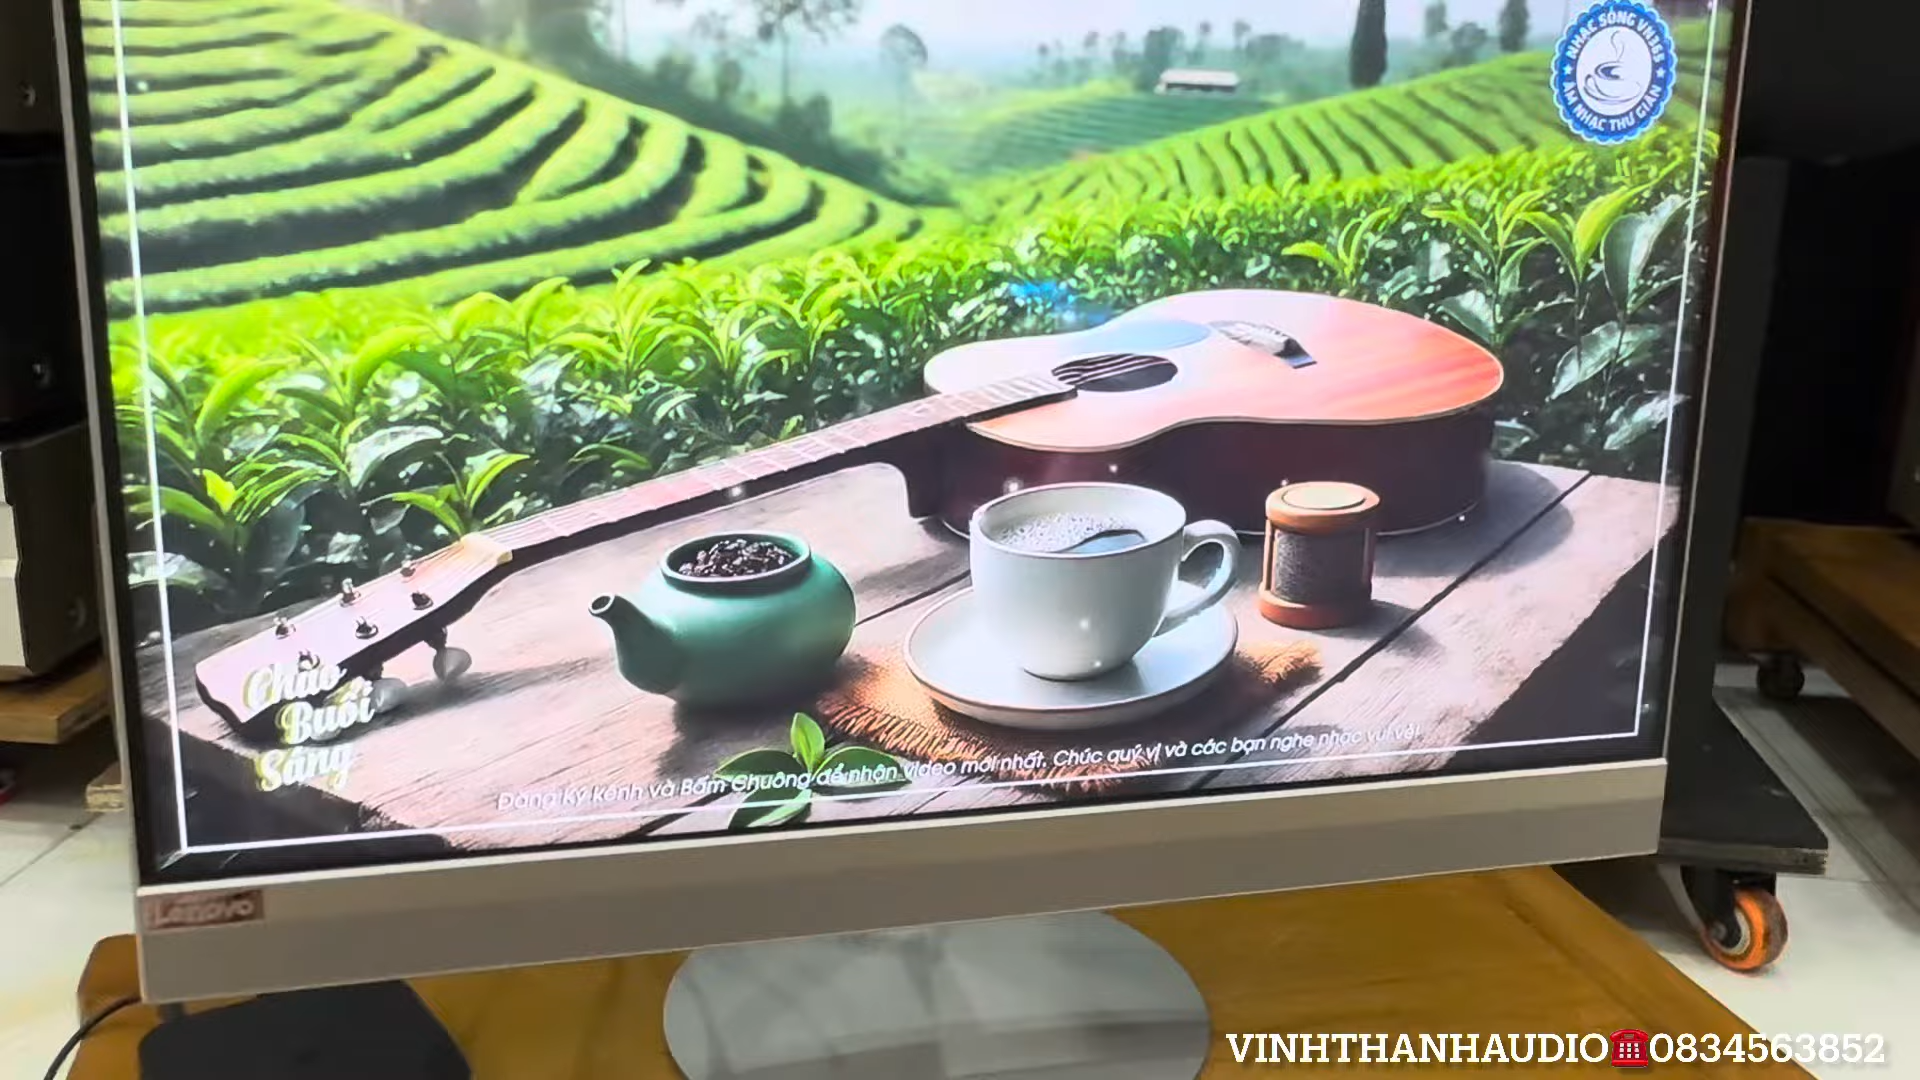 NHẠC SỐNG VN365
ÂM NHẠC THƯ GIÃN
Chào
Buổi
Sáng
Đăng ký kênh và Bấm Chuông để nhận video mới nhất. Chúc quý vị và các bạn nghe nhạc vui vẻ!
Lenovo
VINHTHANHAUDIO☎️0834563852